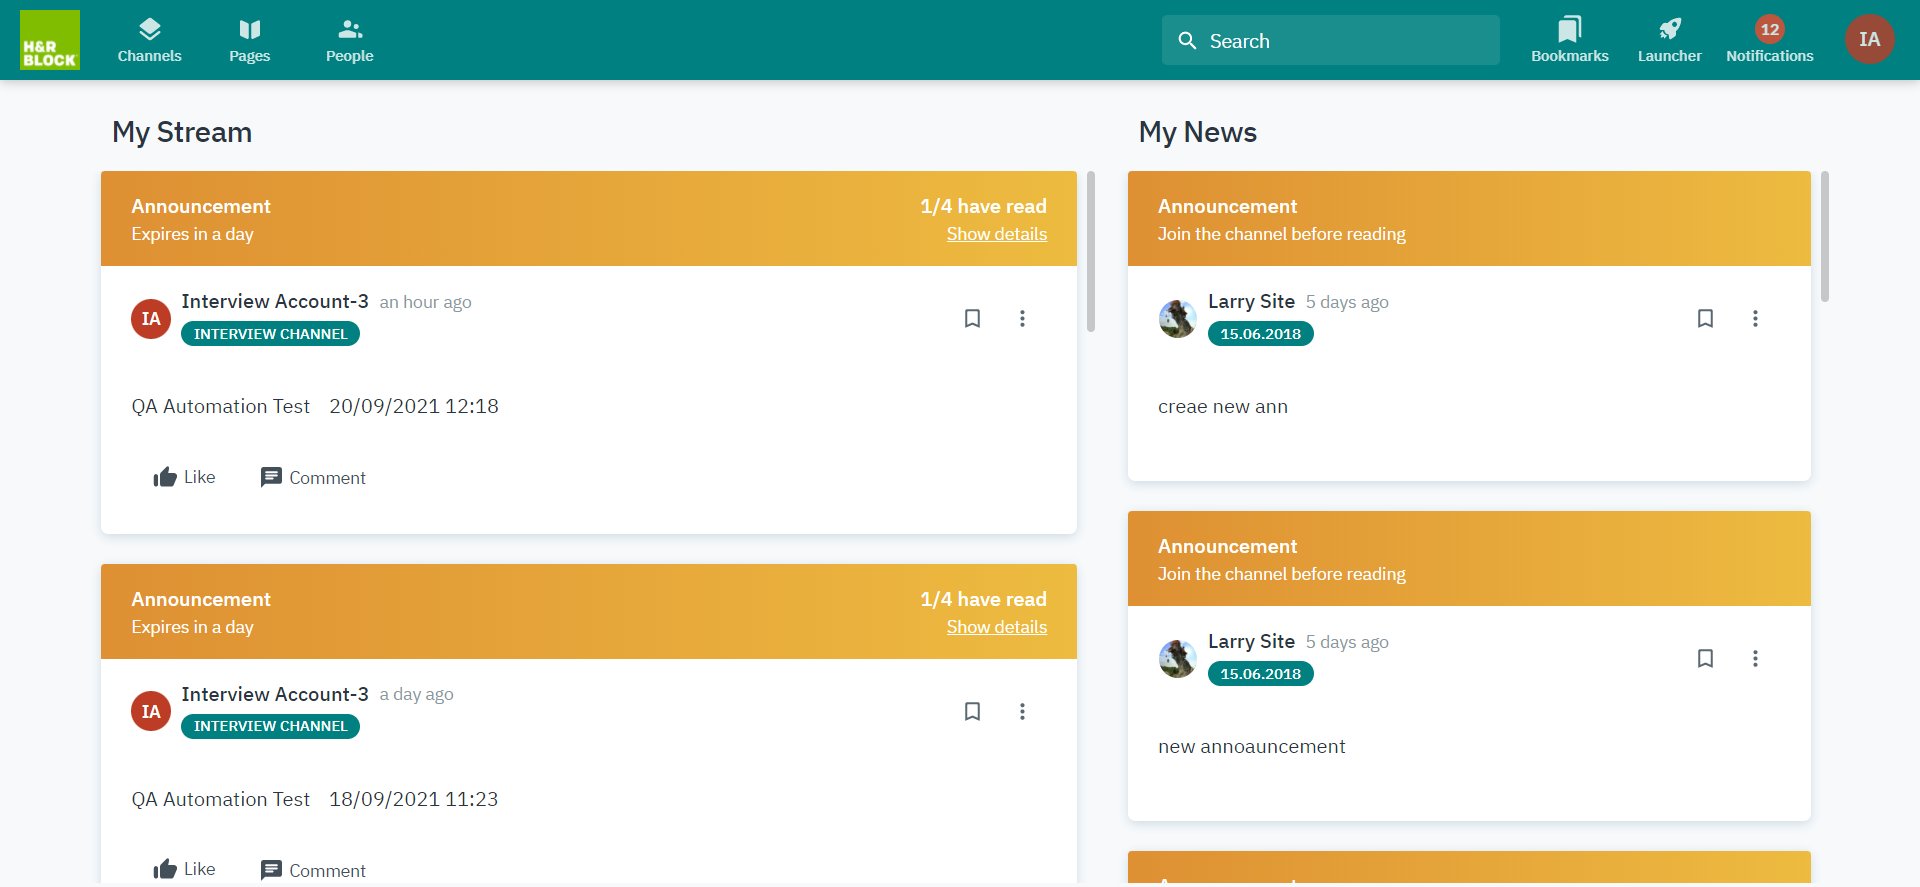 H&R
BLOCK
Channels
Pages
People
Search
Bookmarks
Launcher
12
Notifications
IA
My Stream
Announcement
1/4 have read
Expires in a day
Show details
IA
Interview Account-3 an hour ago
INTERVIEW CHANNEL
QA Automation Test 20/09/2021 12:18
Like
Comment
Announcement
1/4 have read
Expires in a day
Show details
IA
Interview Account-3 a day ago
INTERVIEW CHANNEL
QA Automation Test 18/09/2021 11:23
Like
Comment
My News
Announcement
Join the channel before reading
Larry Site 5 days ago
15.06.2018
creae new ann
Announcement
Join the channel before reading
Larry Site 5 days ago
15.06.2018
new annoauncement